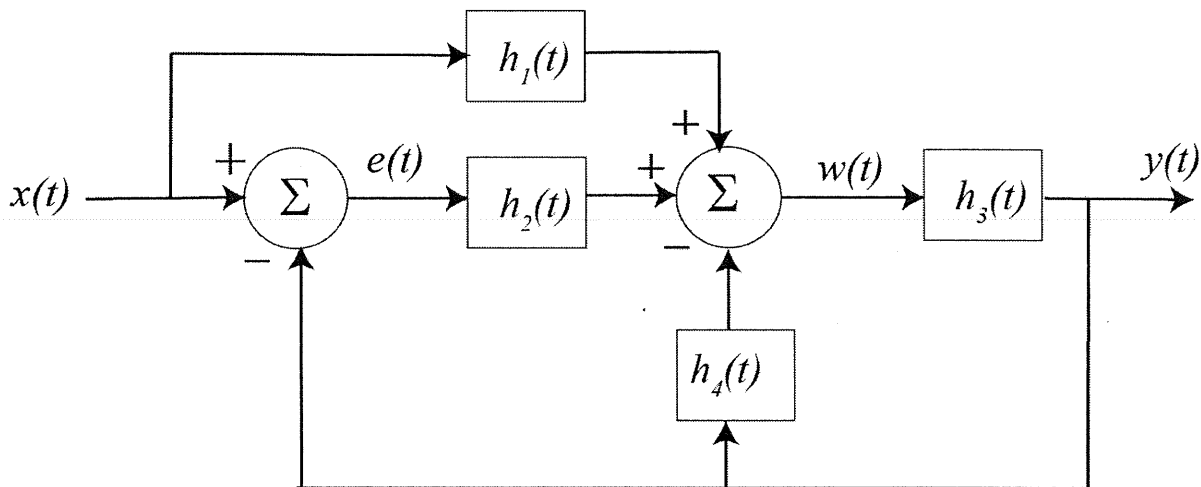 h₁(t)
+
+
+
x(t)
Σ
e(t)
h₂(t)
Σ
w(t)
h₃(t)
y(t)
−
−
h₄(t)